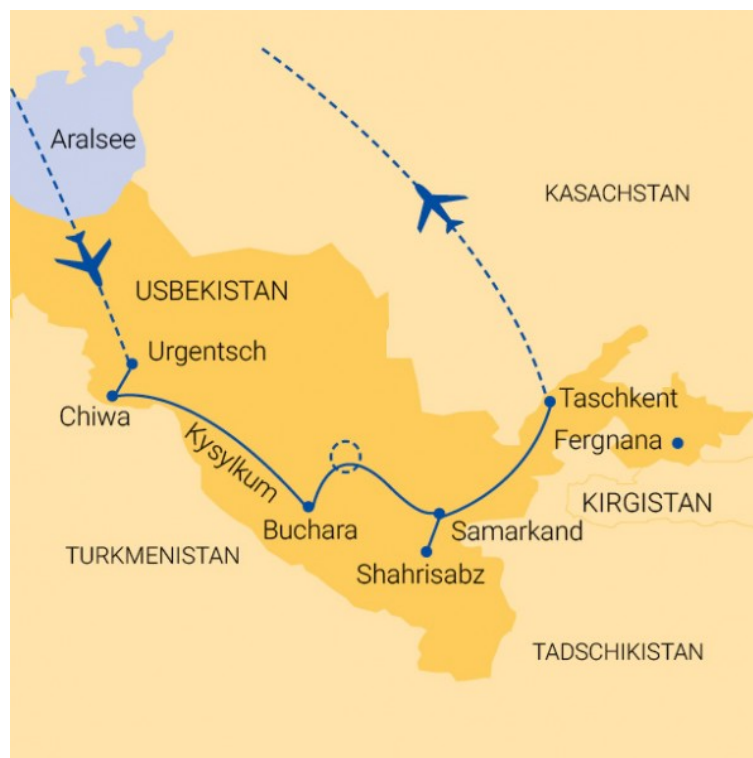 Aralsee
KASACHSTAN
USBEKISTAN
Urgentsch
Chiwa
Taschkent
Kysylkum
Fergnana
KIRGISTAN
Buchara
Samarkand
TURKMENISTAN
Shahrisabz
TADSCHIKISTAN